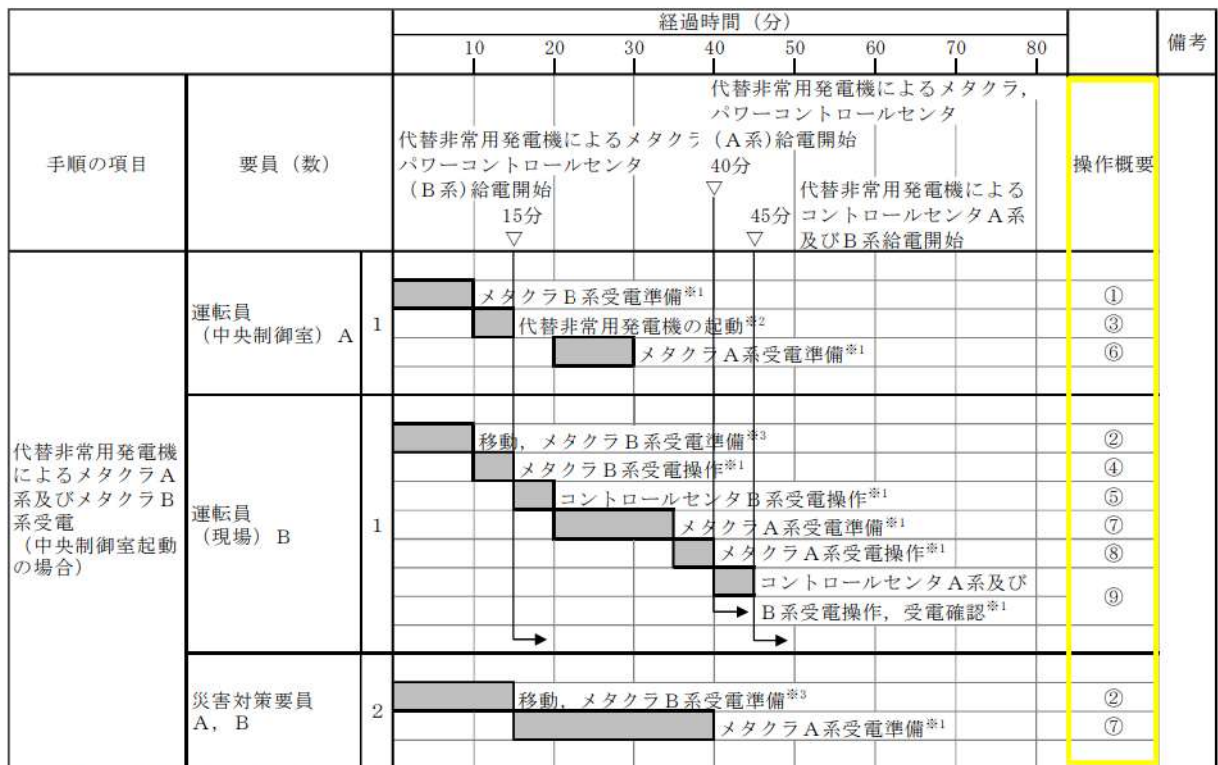 経過時間（分）
備考
10 20 30 40 50 60 70 80
代替非常用発電機によるメタクラ，
パワーコントロールセンタ
（A系）給電開始
40分
▽
代替非常用発電機によるメタクラ
パワーコントロールセンタ
（B系）給電開始
15分
▽
代替非常用発電機による
45分 コントロールセンタA系
▽ 及びB系給電開始
手順の項目
要員（数）
操作概要
代替非常用発電機
によるメタクラA
系及びメタクラB
系受電
（中央制御室起動
の場合）
運転員
（中央制御室）A
1
メタクラB系受電準備※1 ①
代替非常用発電機の起動※2 ③
メタクラA系受電準備※1 ⑥
運転員
（現場）B
1
移動，メタクラB系受電準備※3 ②
メタクラB系受電操作※1 ④
コントロールセンタB系受電操作※1 ⑤
メタクラA系受電準備※1 ⑦
メタクラA系受電操作※1 ⑧
コントロールセンタA系及び
B系受電操作，受電確認※1 ⑨
災害対策要員
A，B
2
移動，メタクラB系受電準備※3 ②
メタクラA系受電準備※1 ⑦